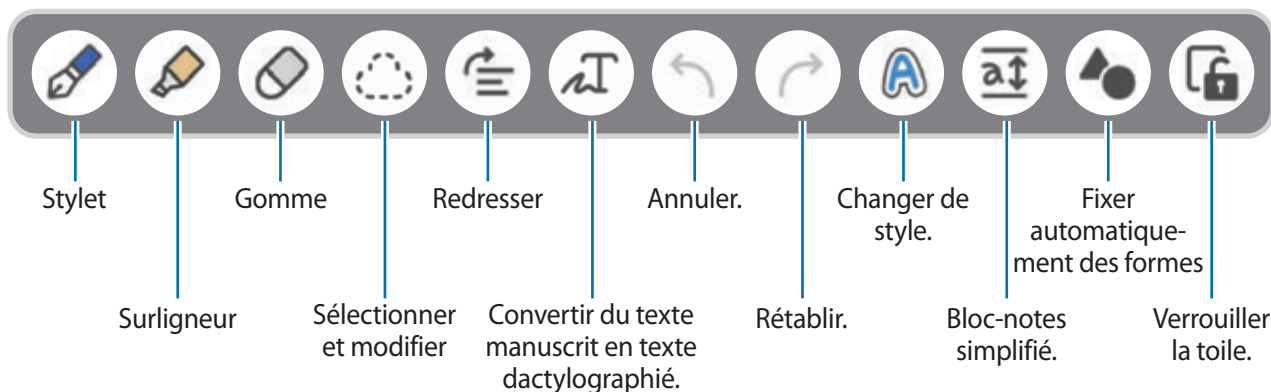 Stylet
Gomme
Redresser
Annuler.
Changer de
style.
Fixer
automatique-
ment des formes
Surligneur
Sélectionner
et modifier
Convertir du texte
manuscrit en texte
dactylographié.
Rétablir.
Bloc-notes
simplifié.
Verrouiller
la toile.